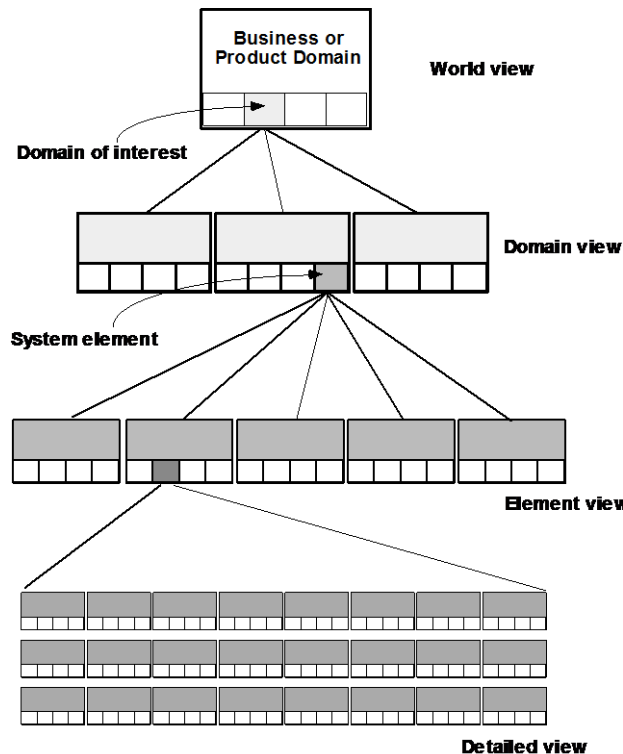 Business or
Product Domain
World view
Domain of interest
Domain view
System element
Element view
Detailed view